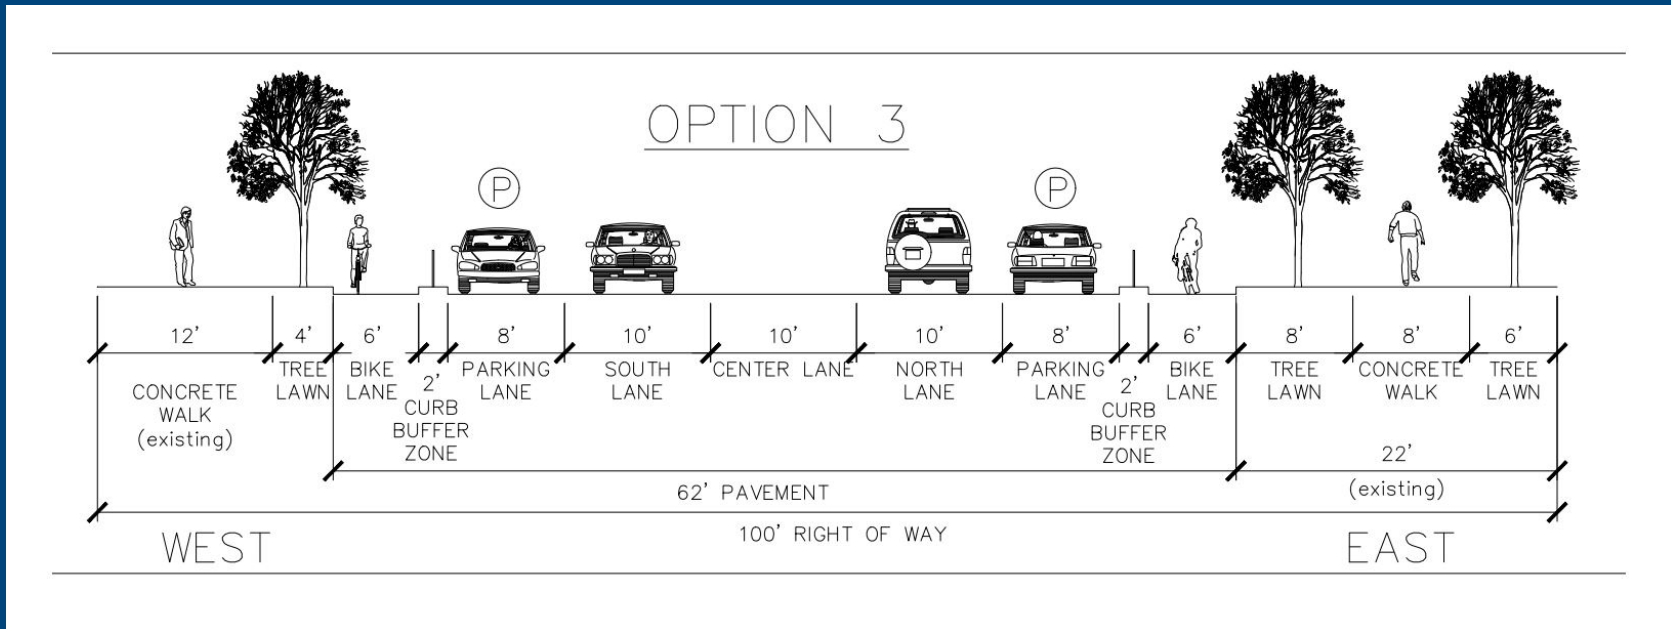 OPTION 3
P
P
12'
4'
6'
8'
10'
10'
10'
8'
6'
8'
8'
6'
CONCRETE
WALK
(existing)
TREE
LAWN
BIKE
LANE
2'
CURB
BUFFER
ZONE
PARKING
LANE
SOUTH
LANE
CENTER LANE
NORTH
LANE
PARKING
LANE
2'
CURB
BUFFER
ZONE
BIKE
LANE
TREE
LAWN
CONCRETE
WALK
TREE
LAWN
22'
(existing)
62' PAVEMENT
100' RIGHT OF WAY
WEST
EAST